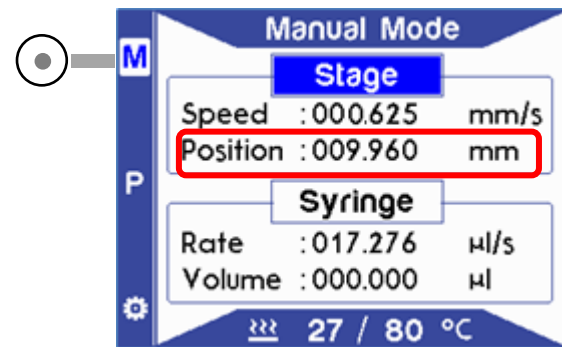 Manual Mode
M
Stage
Speed :000.625 mm/s
Position :009.960 mm
P
Syringe
Rate :017.276 µl/s
Volume :000.000 µl
27 / 80 °C